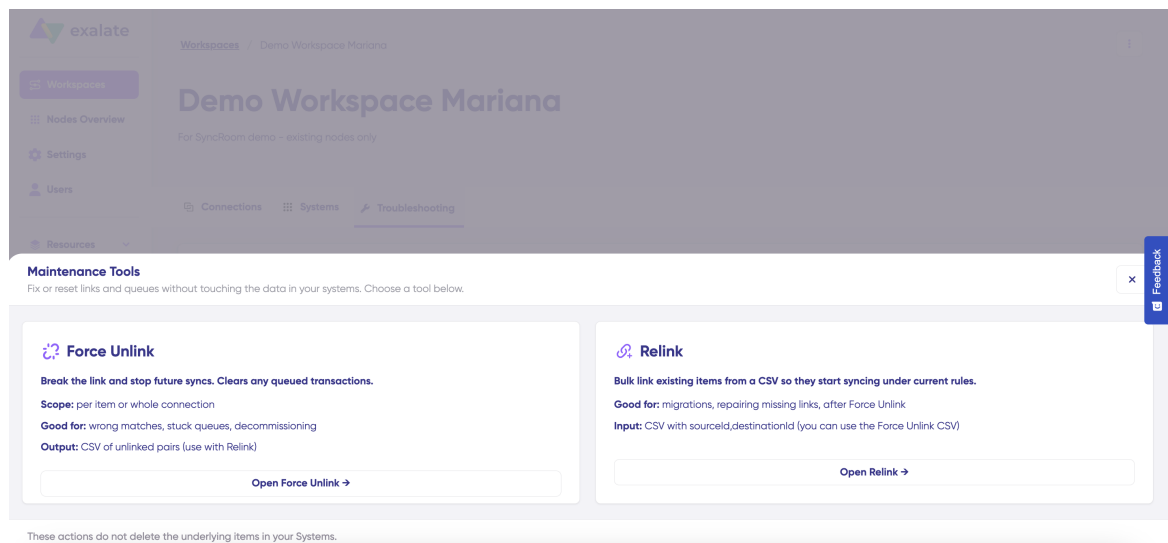 exalate
Workspaces / Demo Workspace Mariana
Workspaces
Demo Workspace Mariana
Nodes Overview
For SyncRoom demo - existing nodes only
Settings
Users
Connections Systems Troubleshooting
Resources
Feedback
Maintenance Tools
Fix or reset links and queues without touching the data in your systems. Choose a tool below.
Force Unlink
Break the link and stop future syncs. Clears any queued transactions.
Scope: per item or whole connection
Good for: wrong matches, stuck queues, decommissioning
Output: CSV of unlinked pairs (use with Relink)
Open Force Unlink →
Relink
Bulk link existing items from a CSV so they start syncing under current rules.
Good for: migrations, repairing missing links, after Force Unlink
Input: CSV with sourceId,destinationId (you can use the Force Unlink CSV)
Open Relink →
These actions do not delete the underlying items in your Systems.